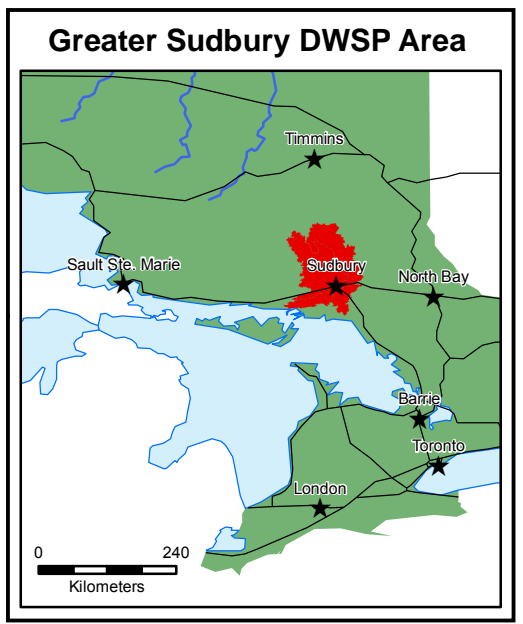 Greater Sudbury DWSP Area
Timmins
Sault Ste. Marie
Sudbury
North Bay
Barrie
Toronto
London
0 240
Kilometers